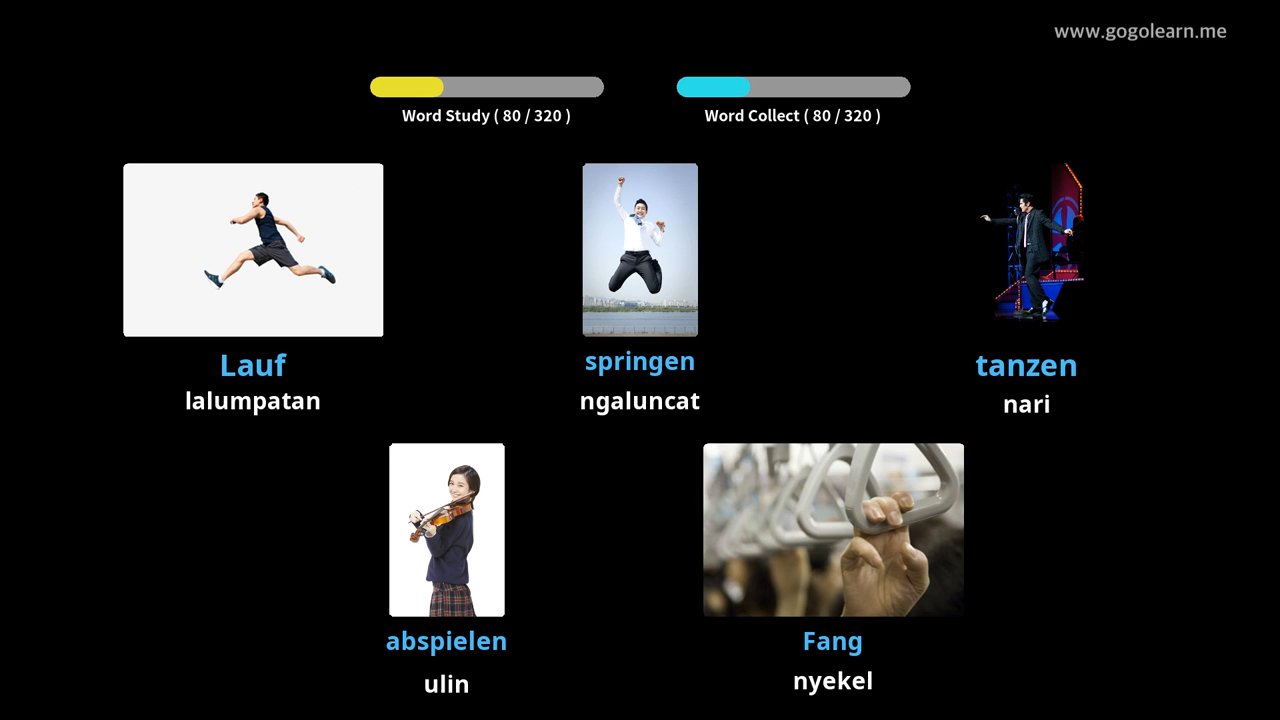 www.gogolearn.me
Word Study ( 80 / 320 )
Word Collect ( 80 / 320 )
Lauf
lalumpatan
springen
ngaluncat
tanzen
nari
abspielen
ulin
Fang
nyekel